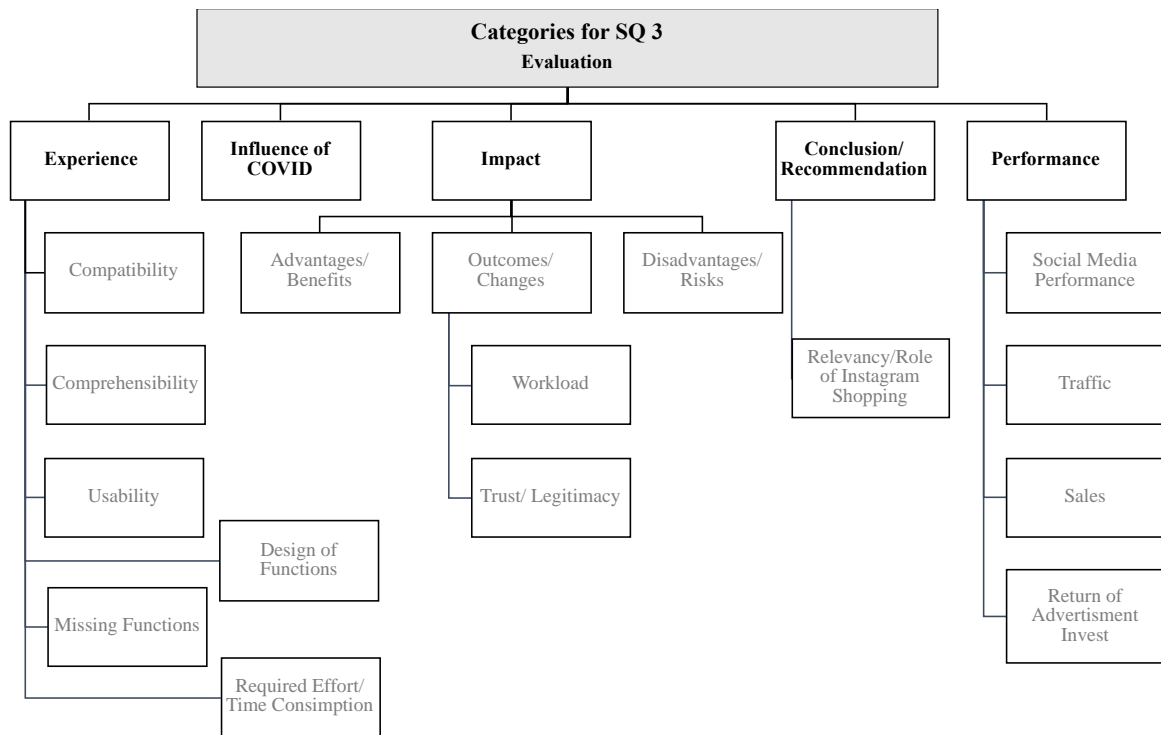 Categories for SQ 3
Evaluation
Experience
Influence of
COVID
Impact
Conclusion/
Recommendation
Performance
Compatibility
Comprehensibility
Usability
Design of
Functions
Missing Functions
Required Effort/
Time Consimption
Advantages/
Benefits
Outcomes/
Changes
Disadvantages/
Risks
Workload
Trust/ Legitimacy
Relevancy/Role
of Instagram
Shopping
Social Media
Performance
Traffic
Sales
Return of
Advertisment
Invest